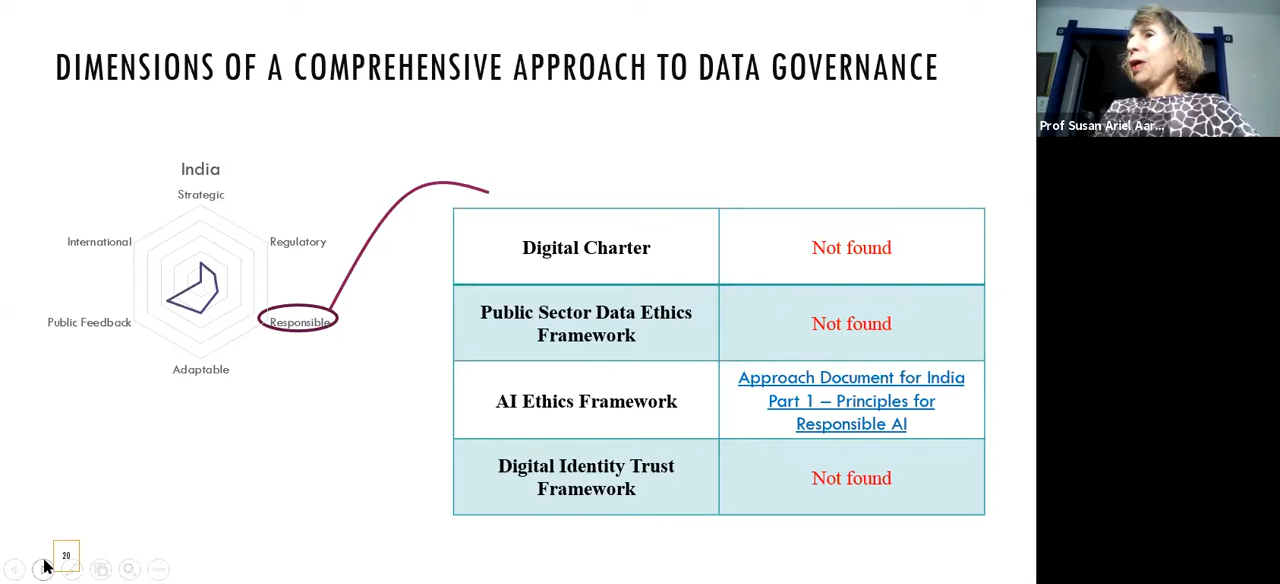 DIMENSIONS OF A COMPREHENSIVE APPROACH TO DATA GOVERNANCE
Prof Susan Ariel Aar...
India
Strategic
International
Regulatory
Public Feedback
Responsible
Adaptable
Digital Charter
Not found
Public Sector Data Ethics
Framework
Not found
AI Ethics Framework
Approach Document for India
Part 1 – Principles for
Responsible AI
Digital Identity Trust
Framework
Not found
20